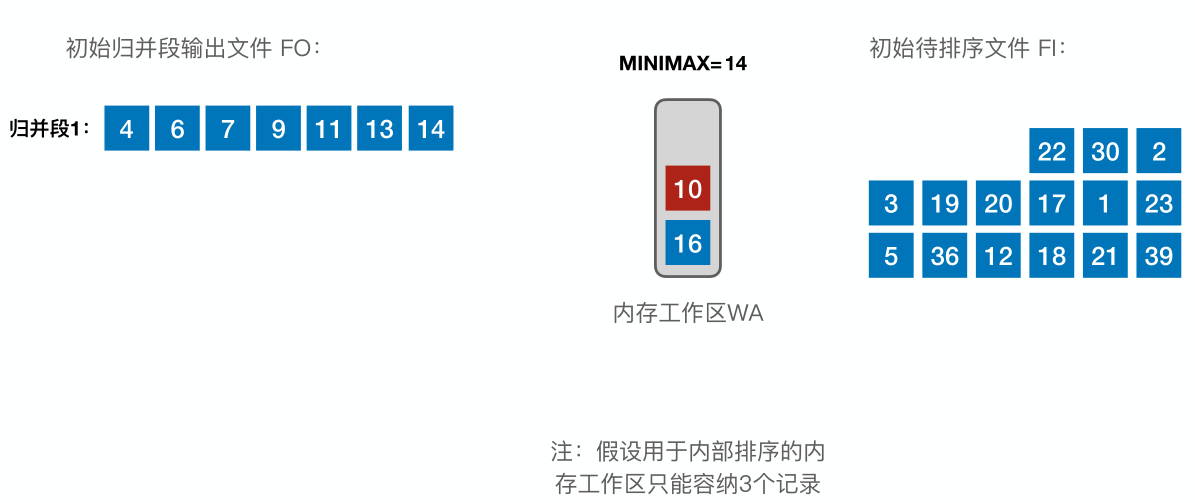 初始归并段输出文件 FO：
MINIMAX=14
初始待排序文件 FI：
归并段1： 4 6 7 9 11 13 14
10
16
内存工作区WA
22 30 2
3 19 20 17 1 23
5 36 12 18 21 39
注：假设用于内部排序的内
存工作区只能容纳3个记录